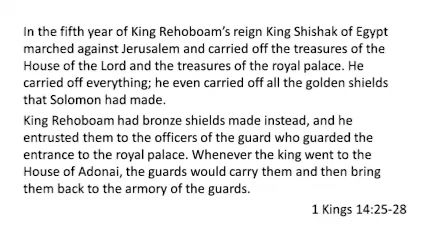 In the fifth year of King Rehoboam’s reign King Shishak of Egypt
marched against Jerusalem and carried off the treasures of the
House of the Lord and the treasures of the royal palace. He
carried off everything; he even carried off all the golden shields
that Solomon had made.
King Rehoboam had bronze shields made instead, and he
entrusted them to the officers of the guard who guarded the
entrance to the royal palace. Whenever the king went to the
House of Adonai, the guards would carry them and then bring
them back to the armory of the guards.
1 Kings 14:25-28